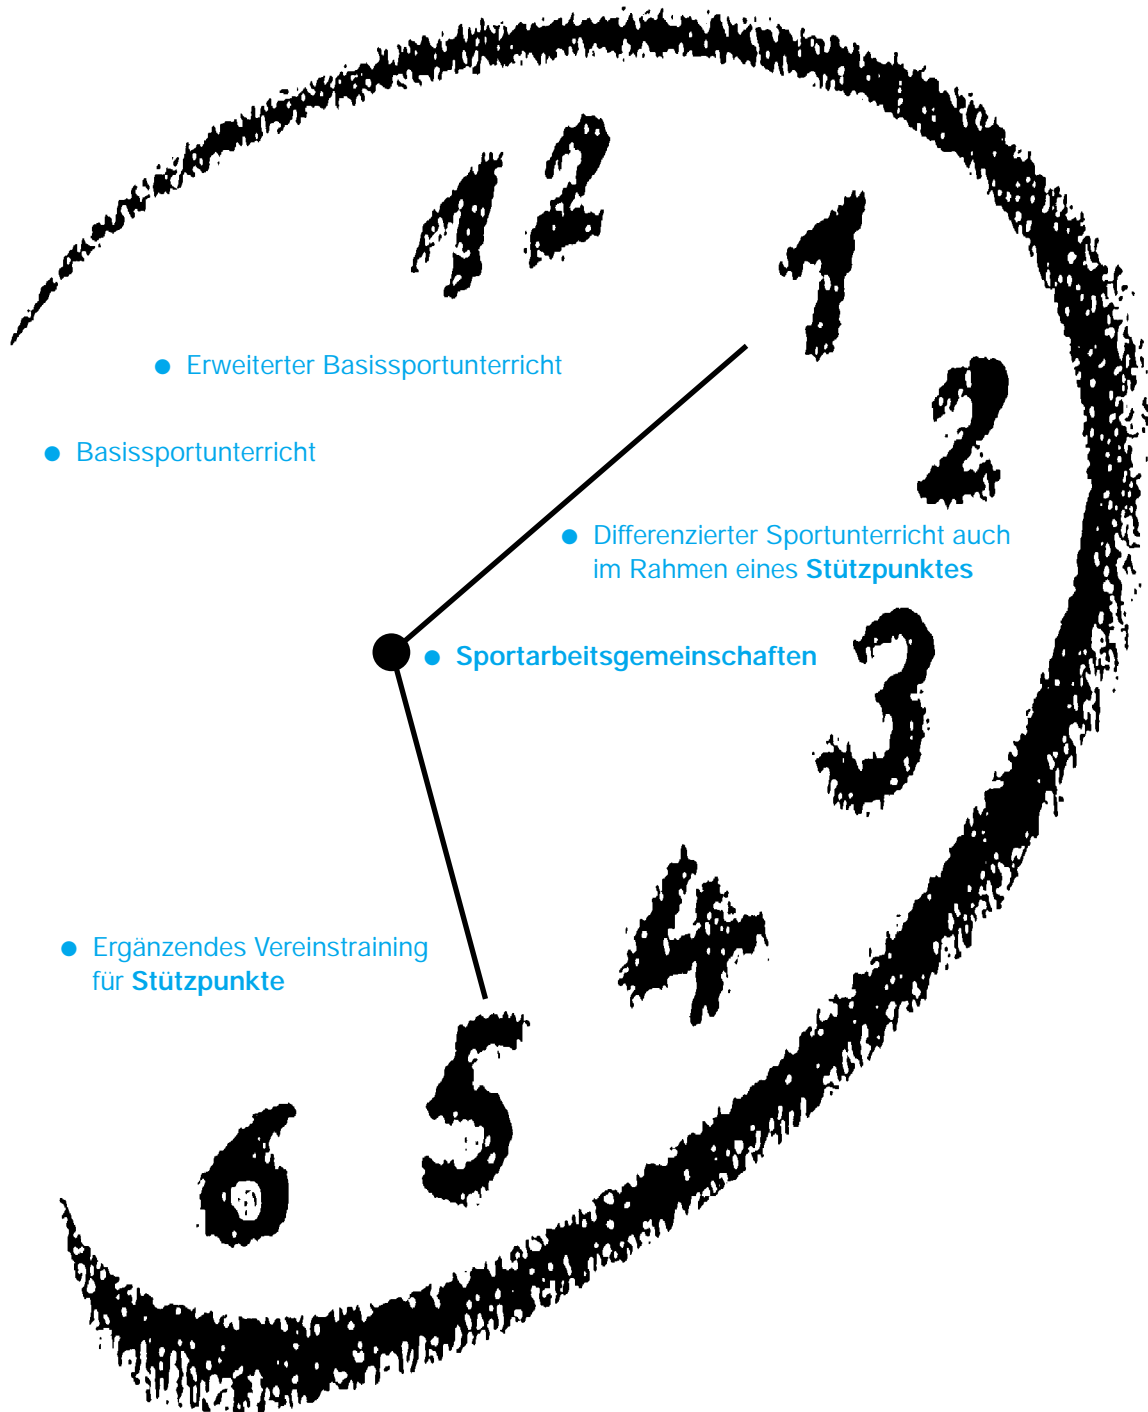 12
1
2
● Erweiterter Basissportunterricht
● Basissportunterricht
● Differenzierter Sportunterricht auch
im Rahmen eines Stützpunktes
3
● Sportarbeitsgemeinschaften
4
● Ergänzendes Vereinstraining
für Stützpunkte
5
6